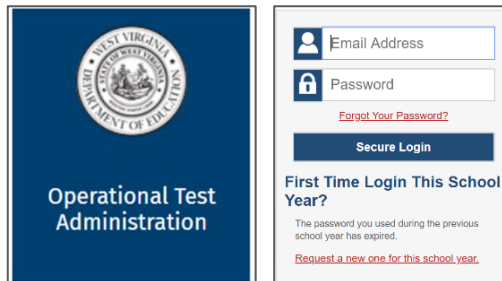 WEST VIRGINIA
STATE OF WEST VIRGINIA
DEPARTMENT OF EDUCATION
Operational Test
Administration
Email Address
Password
Forgot Your Password?
Secure Login
First Time Login This School
Year?
The password you used during the previous
school year has expired.
Request a new one for this school year.